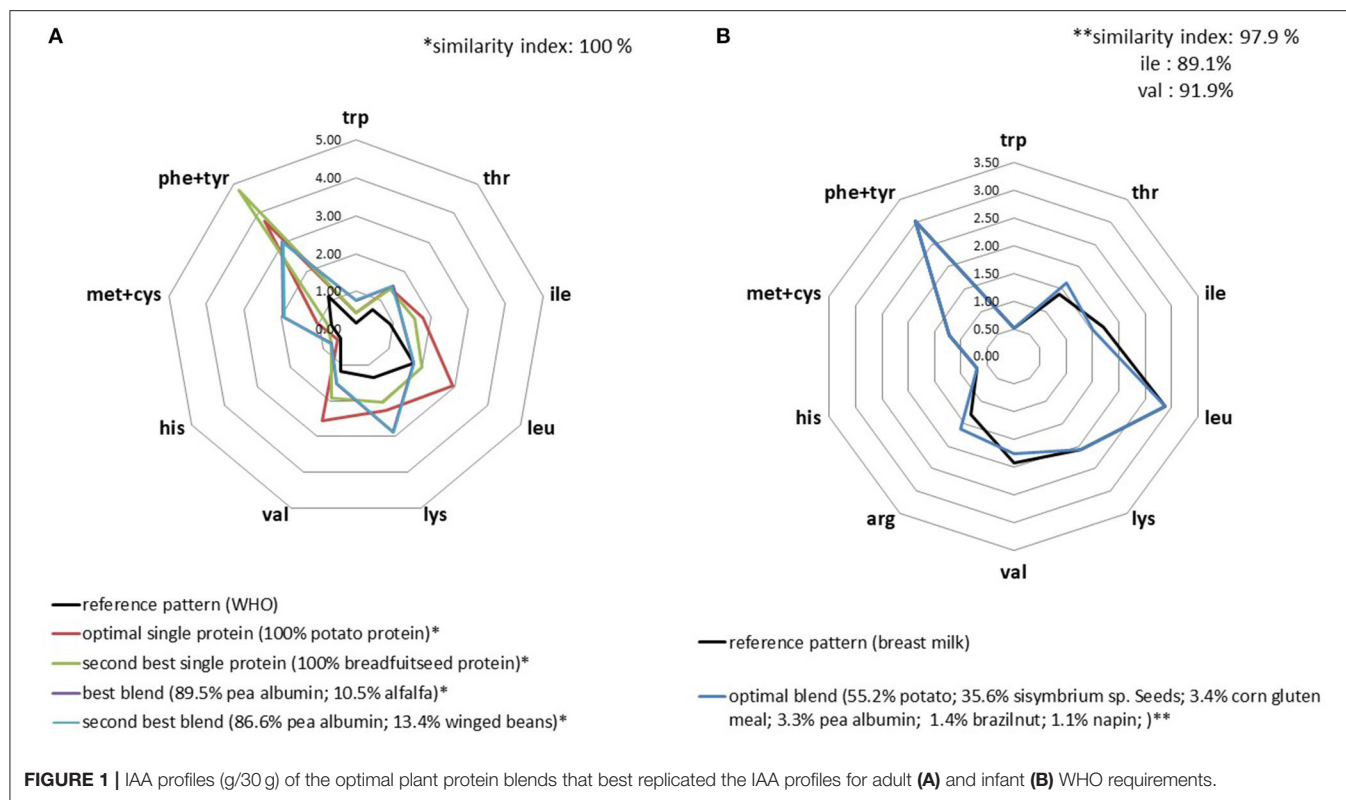 A
*similarity index: 100 %
trp
thr
ile
leu
lys
val
his
met+cys
phe+tyr
5.00
4.00
3.00
2.00
1.00
0.00
reference pattern (WHO)
optimal single protein (100% potato protein)*
second best single protein (100% breadfuitseed protein)*
best blend (89.5% pea albumin; 10.5% alfalfa)*
second best blend (86.6% pea albumin; 13.4% winged beans)*
B
**similarity index: 97.9 %
ile : 89.1%
val : 91.9%
trp
thr
ile
leu
lys
val
arg
his
met+cys
phe+tyr
3.50
3.00
2.50
2.00
1.50
1.00
0.50
0.00
reference pattern (breast milk)
optimal blend (55.2% potato; 35.6% sisymbrium sp. Seeds; 3.4% corn gluten
meal; 3.3% pea albumin; 1.4% brazilnut; 1.1% napin; )**
FIGURE 1 | IAA profiles (g/30 g) of the optimal plant protein blends that best replicated the IAA profiles for adult (A) and infant (B) WHO requirements.